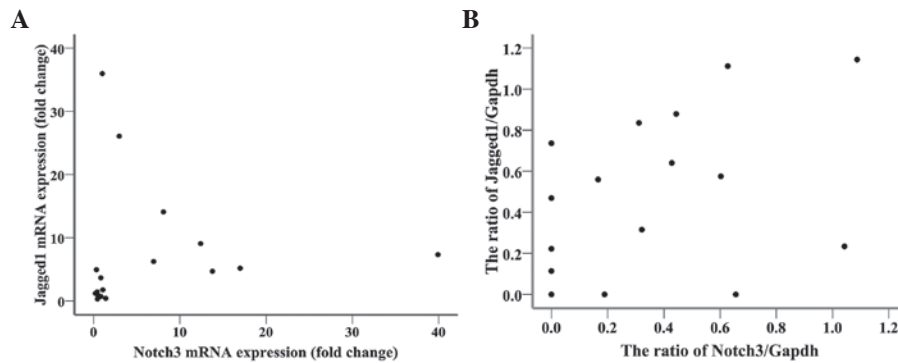 A
Jagged1 mRNA expression (fold change)
40
30
20
10
0
0 10 20 30 40
Notch3 mRNA expression (fold change)
B
The ratio of Jagged1/Gapdh
1.2
1.0
0.8
0.6
0.4
0.2
0.0
0.0 0.2 0.4 0.6 0.8 1.0 1.2
The ratio of Notch3/Gapdh